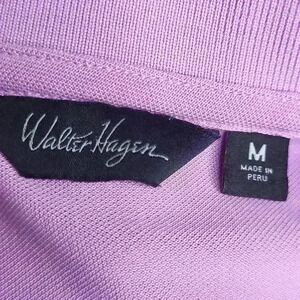 Walter Hagen
M
MADE IN
PERU